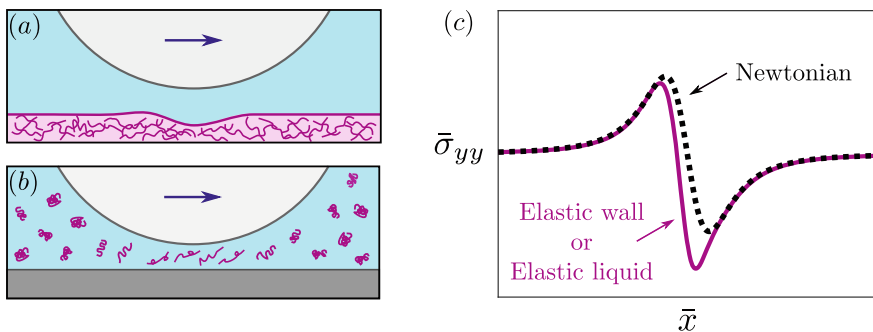 (a)
(b)
(c)
Newtonian
σ̄yy
Elastic wall
or
Elastic liquid
x̄